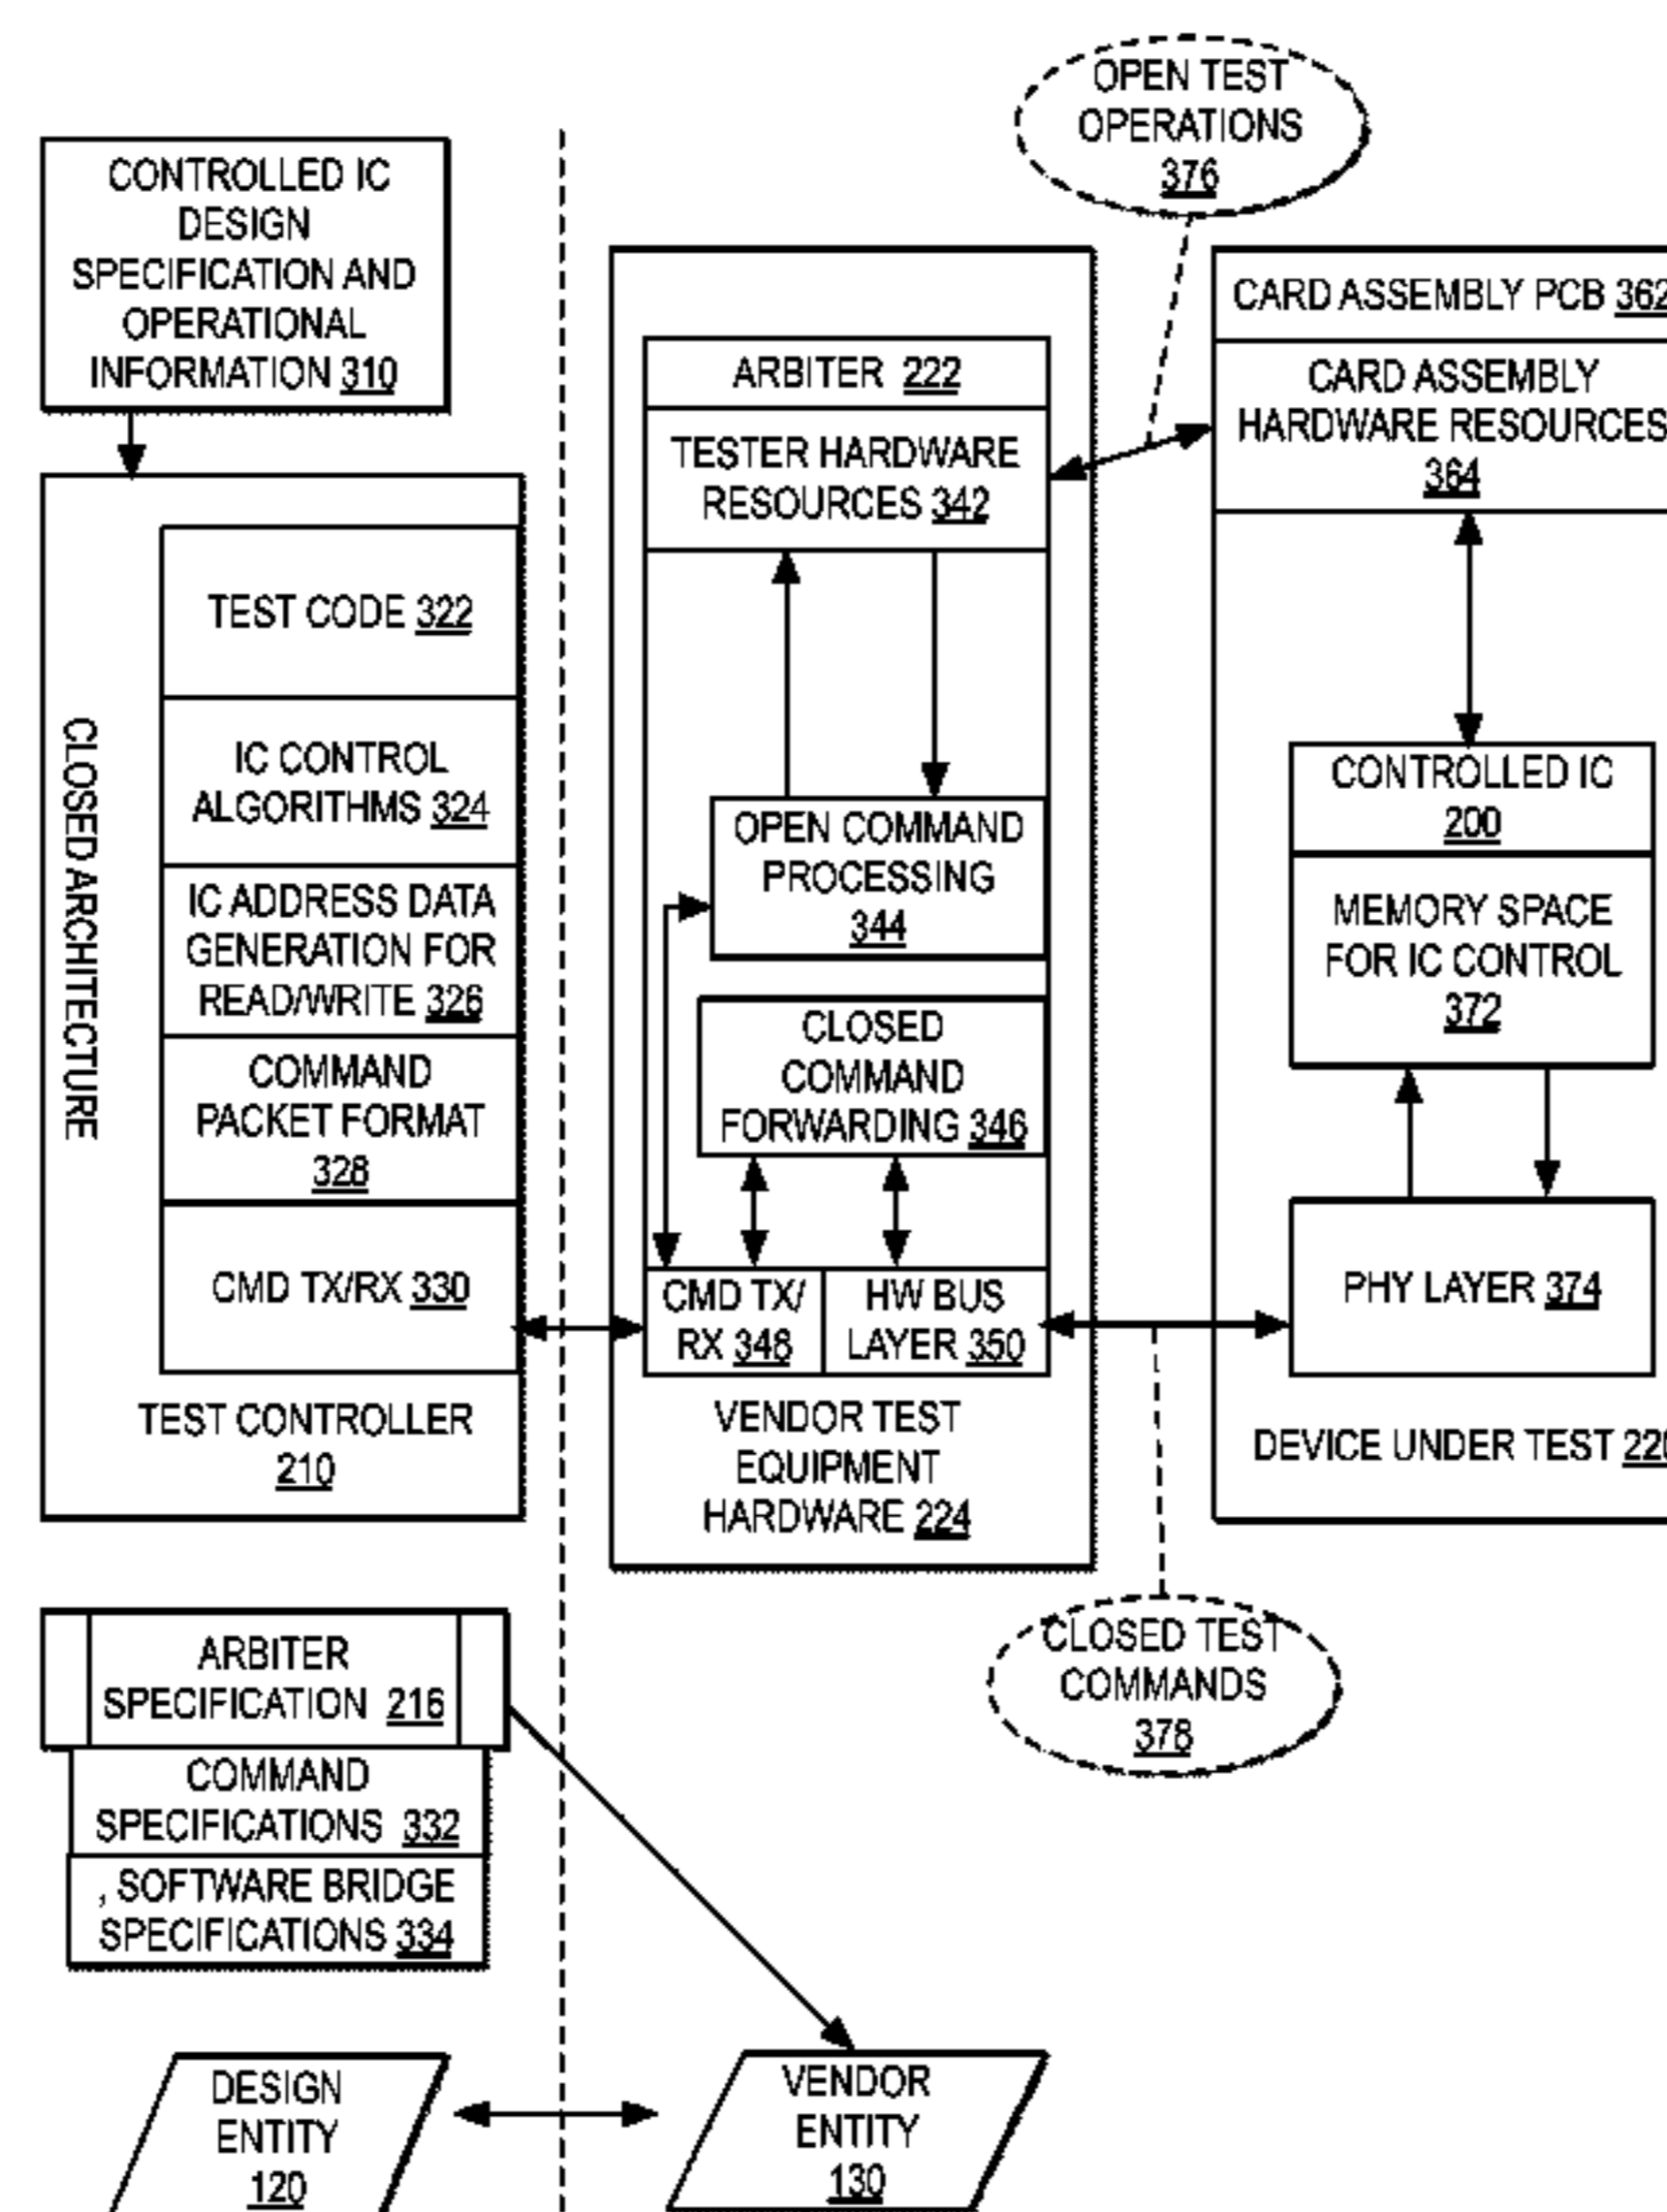 OPEN TEST
OPERATIONS
376
CONTROLLED IC
DESIGN
SPECIFICATION AND
OPERATIONAL
INFORMATION 310
CLOSED ARCHITECTURE
TEST CODE 322
IC CONTROL
ALGORITHMS 324
IC ADDRESS DATA
GENERATION FOR
READ/WRITE 326
COMMAND
PACKET FORMAT
328
CMD TX/RX 330
TEST CONTROLLER
210
ARBITER 222
TESTER HARDWARE
RESOURCES 342
OPEN COMMAND
PROCESSING
344
CLOSED
COMMAND
FORWARDING 346
CMD TX/
RX 348
HW BUS
LAYER 350
VENDOR TEST
EQUIPMENT
HARDWARE 224
CARD ASSEMBLY PCB 362
CARD ASSEMBLY
HARDWARE RESOURCES
364
CONTROLLED IC
200
MEMORY SPACE
FOR IC CONTROL
372
PHY LAYER 374
DEVICE UNDER TEST 220
CLOSED TEST
COMMANDS
378
ARBITER
SPECIFICATION 216
COMMAND
SPECIFICATIONS 332
, SOFTWARE BRIDGE
SPECIFICATIONS 334
DESIGN
ENTITY
120
VENDOR
ENTITY
130